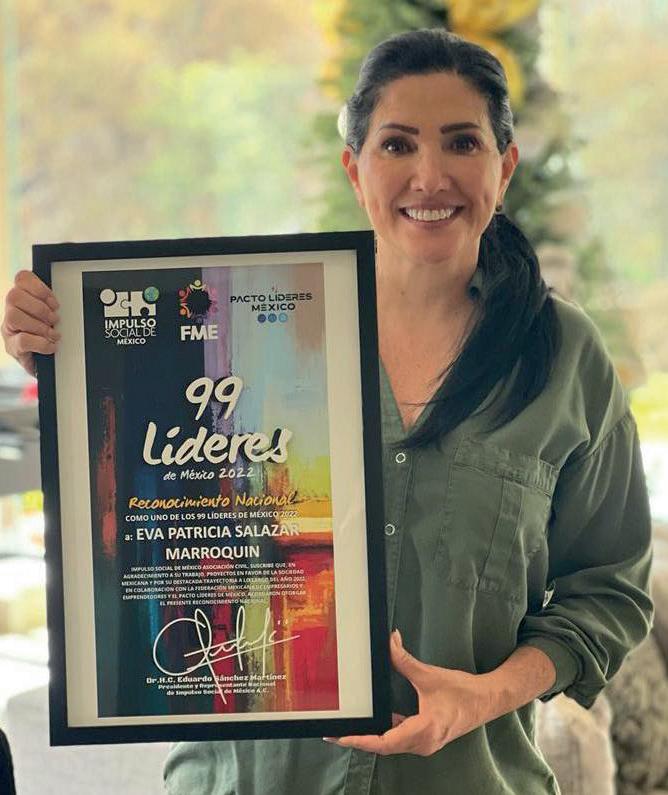 IMPULSO
SOCIAL DE
MÉXICO
FME
PACTO LÍDERES
MÉXICO
99
Líderes
de México 2022
Reconocimiento Nacional
COMO UNO DE LOS 99 LÍDERES DE MÉXICO 2022
a: EVA PATRICIA SALAZAR
MARROQUIN
IMPULSO SOCIAL DE MÉXICO ASOCIACIÓN CIVIL, SUSCRIBE QUE, EN
AGRADECIMIENTO A SU TRABAJO, PROYECTOS EN FAVOR DE LA SOCIEDAD
MEXICANA Y POR SU DESTACADA TRAYECTORIA A LO LARGO DEL AÑO 2022,
EN COLABORACIÓN CON LA FEDERACIÓN MEXICANA DE EMPRESARIOS Y
EMPRENDEDORES Y EL PACTO LÍDERES DE MÉXICO, ACORDARON OTORGAR
EL PRESENTE RECONOCIMIENTO NACIONAL
Dr.H.C. Eduardo Sánchez Martínez
Presidente y Representante Nacional
de Impulso Social de México A.C.